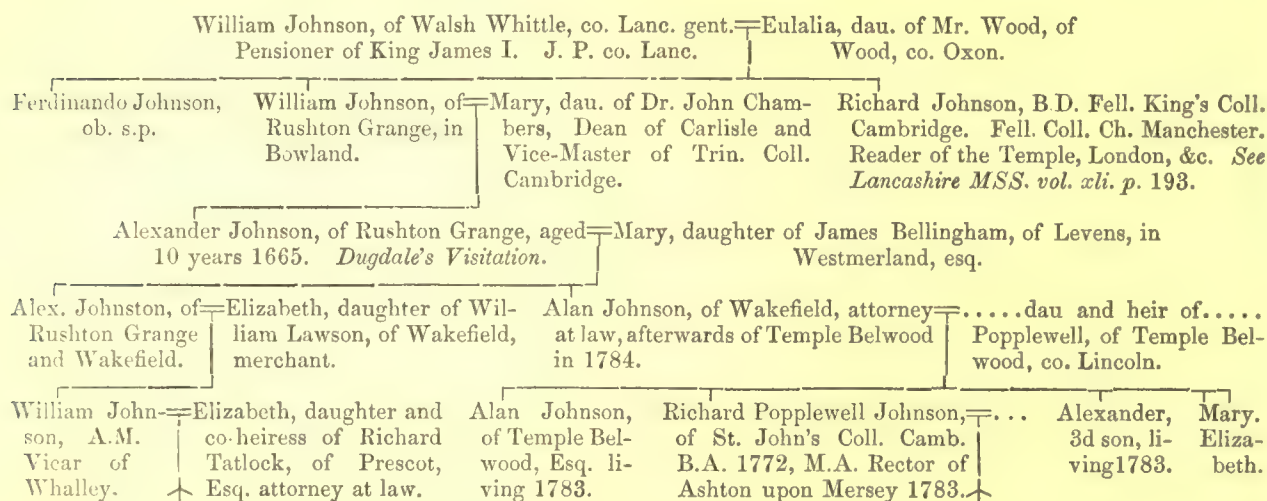 William Johnson, of Walsh Whittle, co. Lanc. gent.
Pensioner of King James I. J. P. co. Lanc.
Eulalia, dau. of Mr. Wood, of
Wood, co. Oxon.
Ferdinando Johnson,
ob. s.p.
William Johnson, of
Rushton Grange, in
Bowland.
Mary, dau. of Dr. John Cham-
bers, Dean of Carlisle and
Vice-Master of Trin. Coll.
Cambridge.
Richard Johnson, B.D. Fell. King's Coll.
Cambridge. Fell. Coll. Ch. Manchester.
Reader of the Temple, London, &c. See
Lancashire MSS. vol. xli. p. 193.
Alexander Johnson, of Rushton Grange, aged
10 years 1665. Dugdale's Visitation.
Mary, daughter of James Bellingham, of Levens, in
Westmerland, esq.
Alex. Johnston, of
Rushton Grange
and Wakefield.
Elizabeth, daughter of Wil-
liam Lawson, of Wakefield,
merchant.
Alan Johnson, of Wakefield, attorney
at law, afterwards of Temple Belwood
in 1784.
.....dau and heir of.....
Popplewell, of Temple Bel-
wood, co. Lincoln.
William John-
son, A.M.
Vicar of
Whalley.
Elizabeth, daughter and
co-heiress of Richard
Tatlock, of Prescot,
Esq. attorney at law.
Alan Johnson,
of Temple Bel-
wood, Esq. li-
ving 1783.
Richard Popplewell Johnson,
of St. John's Coll. Camb.
B.A. 1772, M.A. Rector of
Ashton upon Mersey 1783.
...
Alexander,
3d son, li-
ving1783.
Mary.
Eliza-
beth.